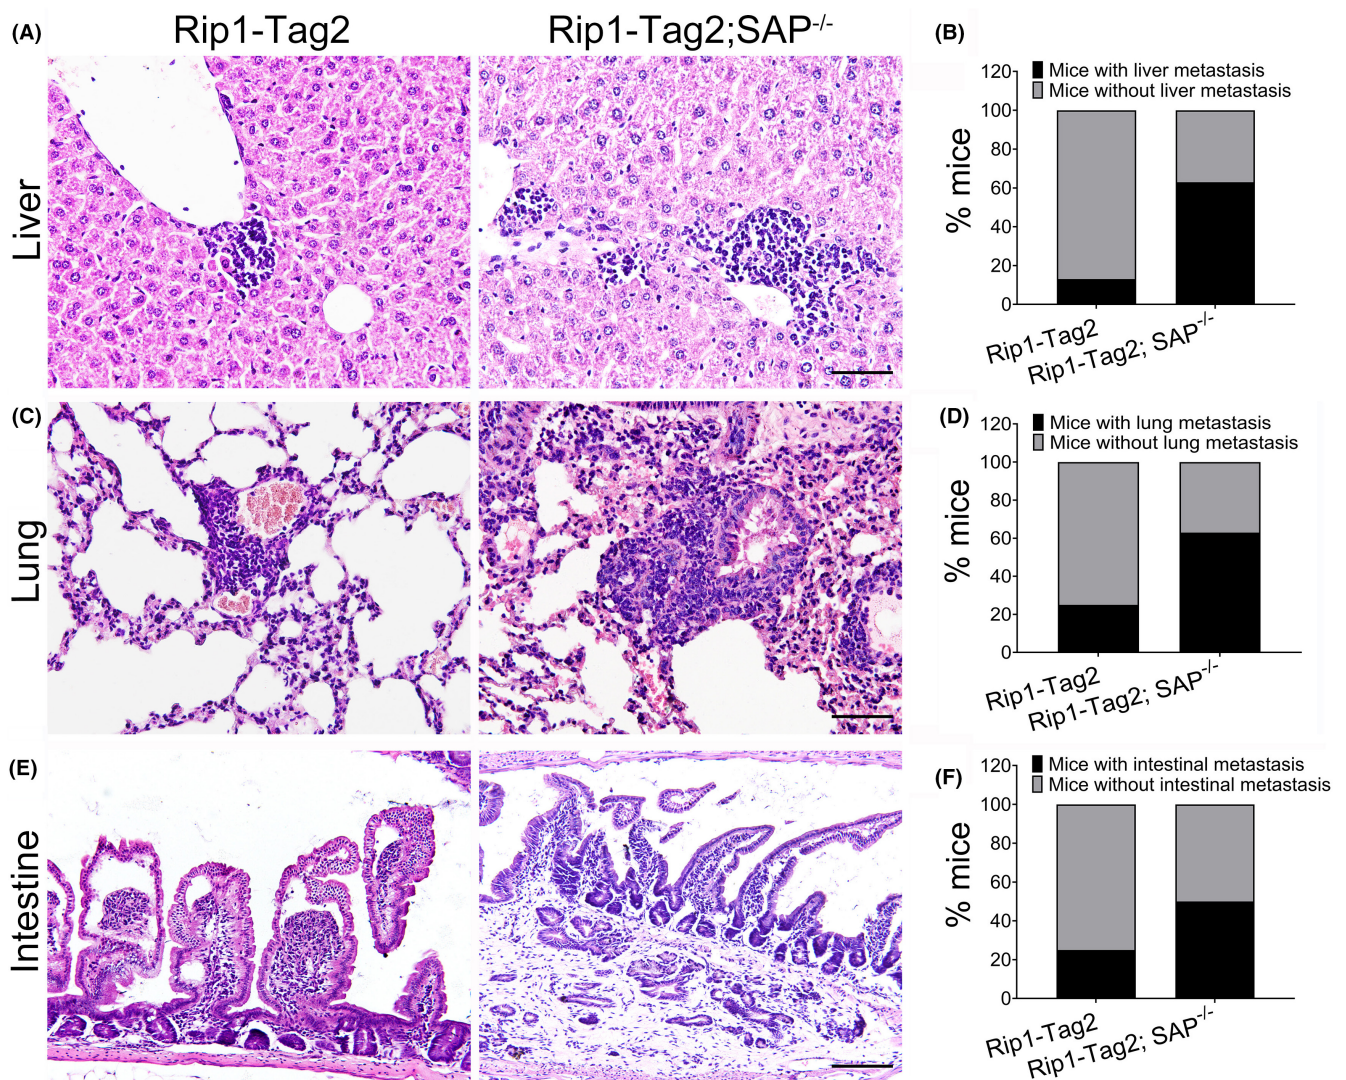 (A) Rip1-Tag2 Rip1-Tag2;SAP-/- (B)
Liver
120
100
80
60
40
20
0
% mice
Mice with liver metastasis
Mice without liver metastasis
Rip1-Tag2
Rip1-Tag2; SAP-/-
(C)
Lung
(D)
120
100
80
60
40
20
0
% mice
Mice with lung metastasis
Mice without lung metastasis
Rip1-Tag2
Rip1-Tag2; SAP-/-
(E)
Intestine
(F)
120
100
80
60
40
20
0
% mice
Mice with intestinal metastasis
Mice without intestinal metastasis
Rip1-Tag2
Rip1-Tag2; SAP-/-